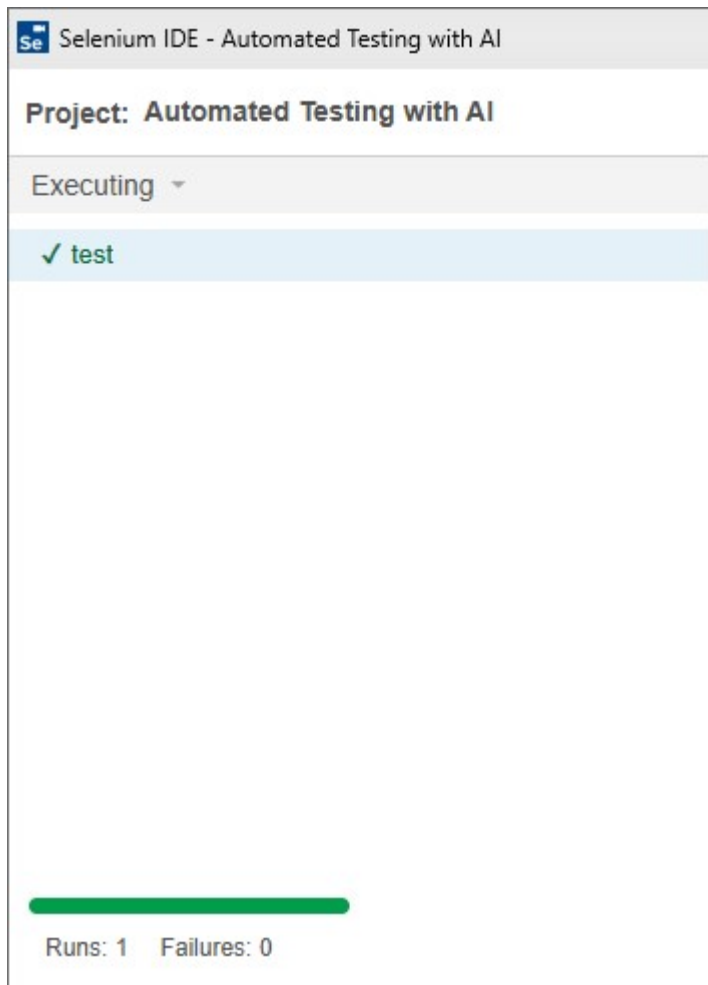 Se Selenium IDE - Automated Testing with AI
Project: Automated Testing with AI
Executing
✓ test
Runs: 1 Failures: 0